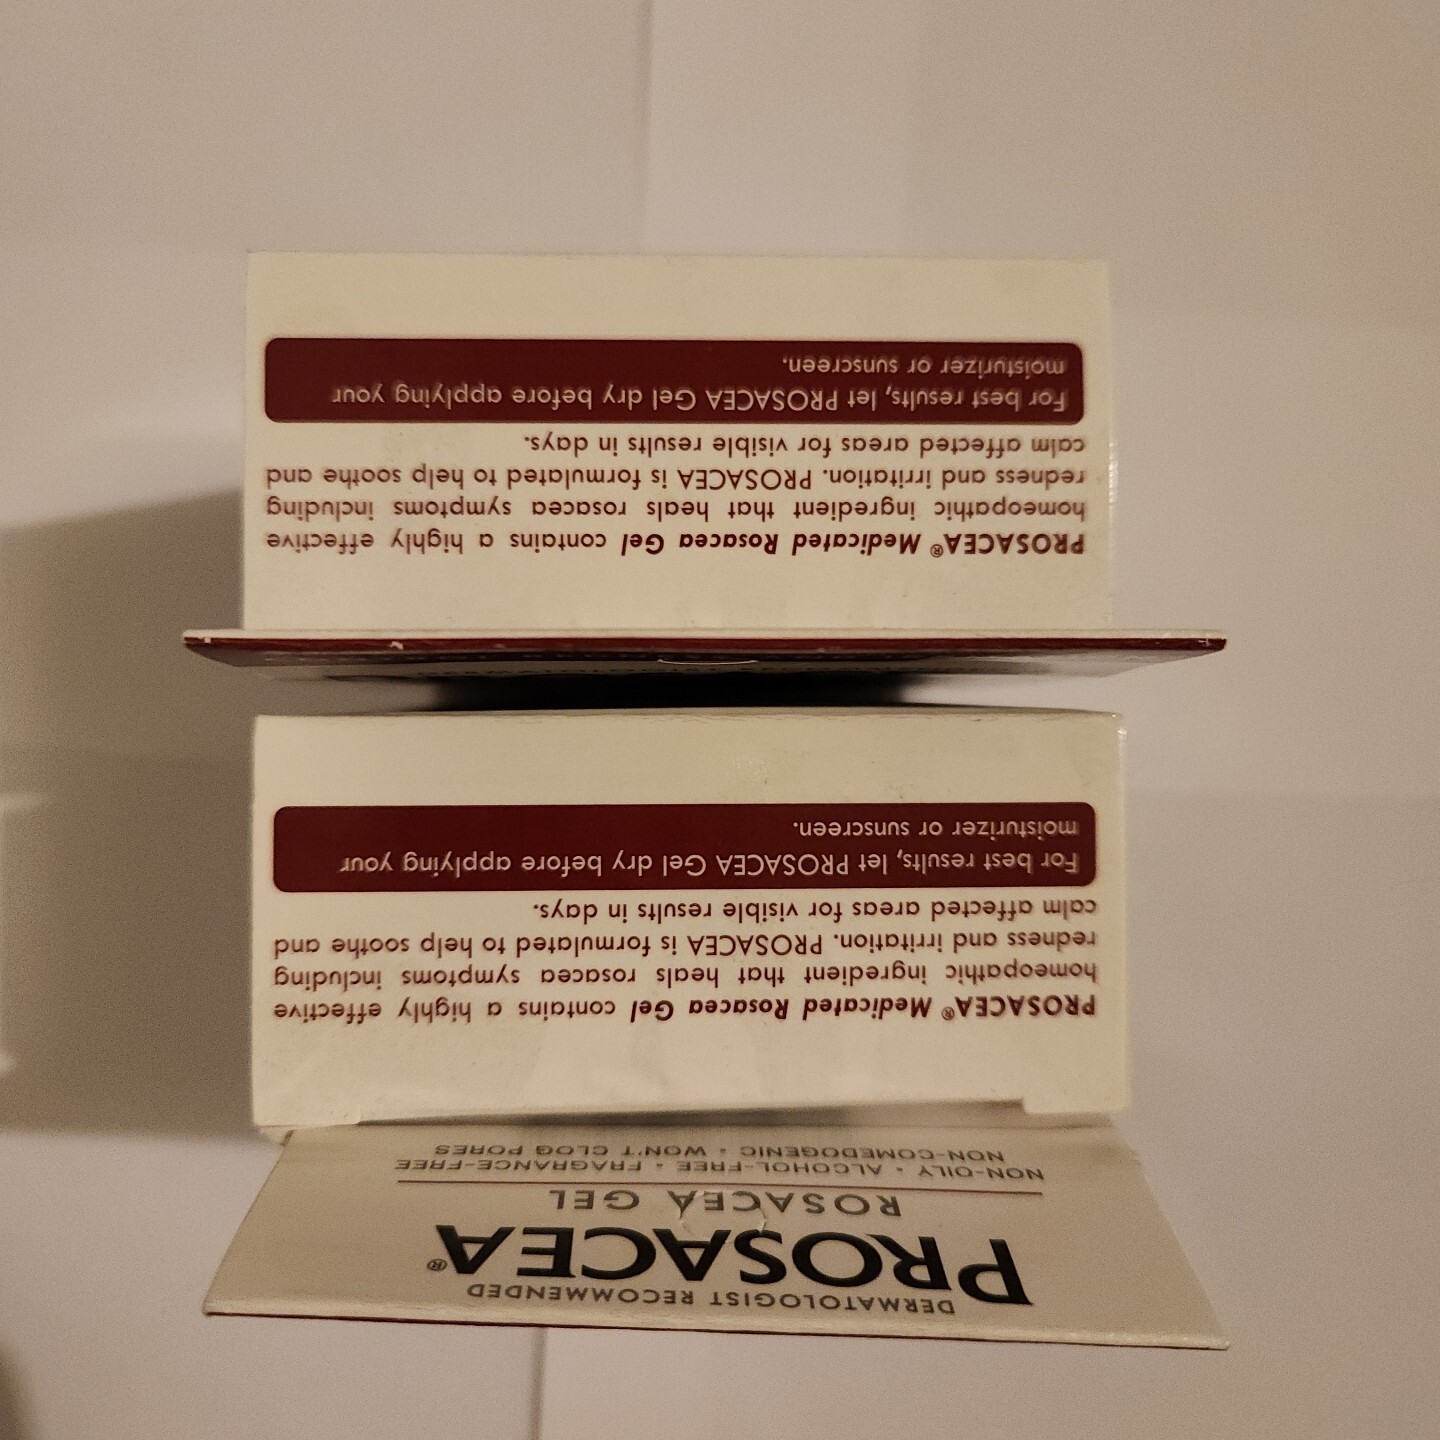 DERMATOLOGIST RECOMMENDED
PROSACEA®
ROSACEA GEL
NON-OILY • ALCOHOL-FREE • FRAGRANCE-FREE
NON-COMEDOGENIC • WON'T CLOG PORES
PROSACEA® Medicated Rosacea Gel contains a highly effective
homeopathic ingredient that heals rosacea symptoms including
redness and irritation. PROSACEA is formulated to help soothe and
calm affected areas for visible results in days.
For best results, let PROSACEA Gel dry before applying your
moisturizer or sunscreen.
DERMATOLOGIST
PROSACEA® Medicated Rosacea Gel contains a highly effective
homeopathic ingredient that heals rosacea symptoms including
redness and irritation. PROSACEA is formulated to help soothe and
calm affected areas for visible results in days.
For best results, let PROSACEA Gel dry before applying your
moisturizer or sunscreen.